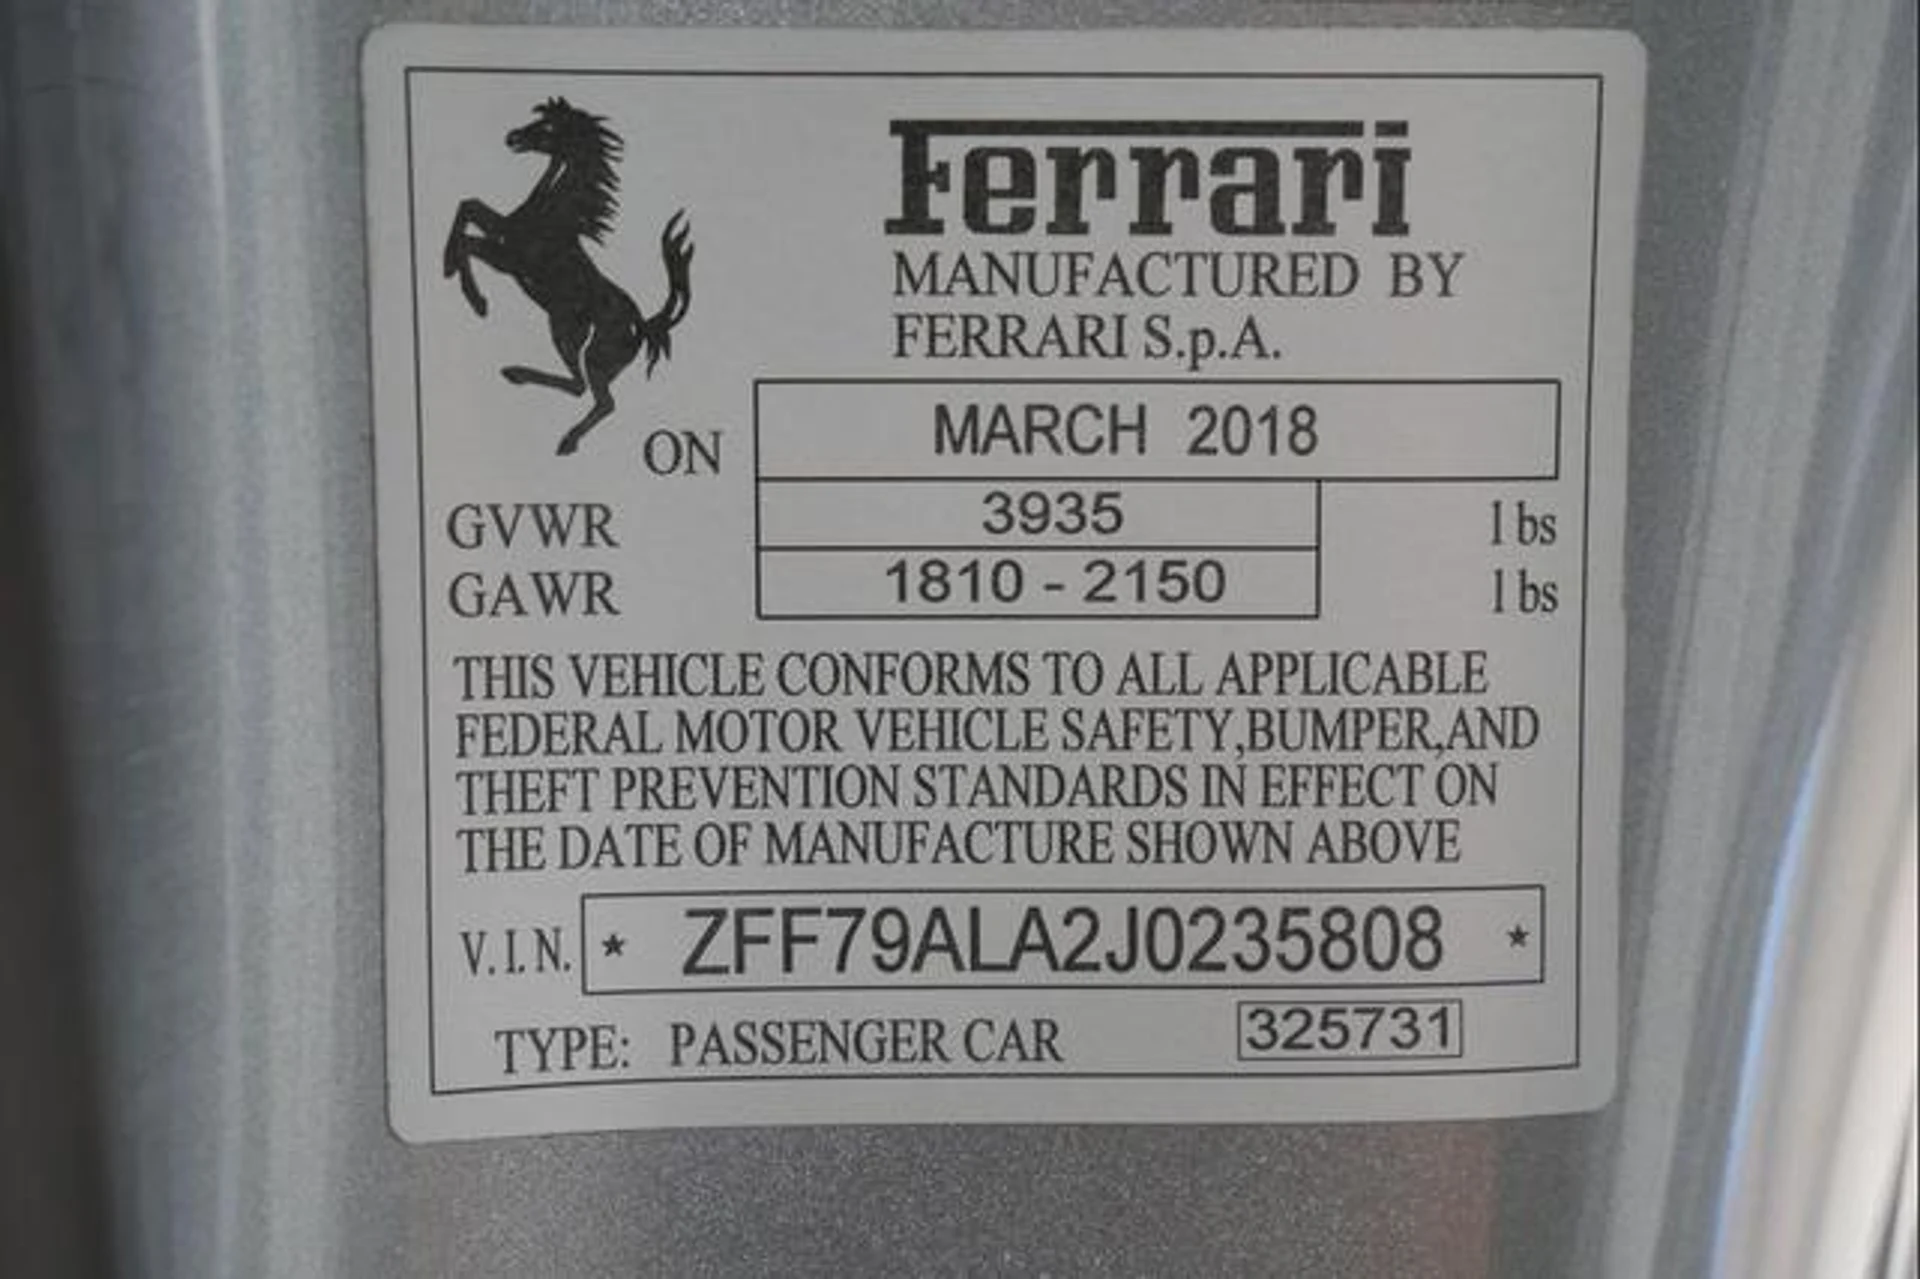 Ferrari
MANUFACTURED BY
FERRARI S.p.A.
ON MARCH 2018
GVWR 3935 lbs
GAWR 1810 - 2150 lbs
THIS VEHICLE CONFORMS TO ALL APPLICABLE
FEDERAL MOTOR VEHICLE SAFETY,BUMPER,AND
THEFT PREVENTION STANDARDS IN EFFECT ON
THE DATE OF MANUFACTURE SHOWN ABOVE
V.I.N. * ZFF79ALA2J0235808 *
TYPE: PASSENGER CAR 325731